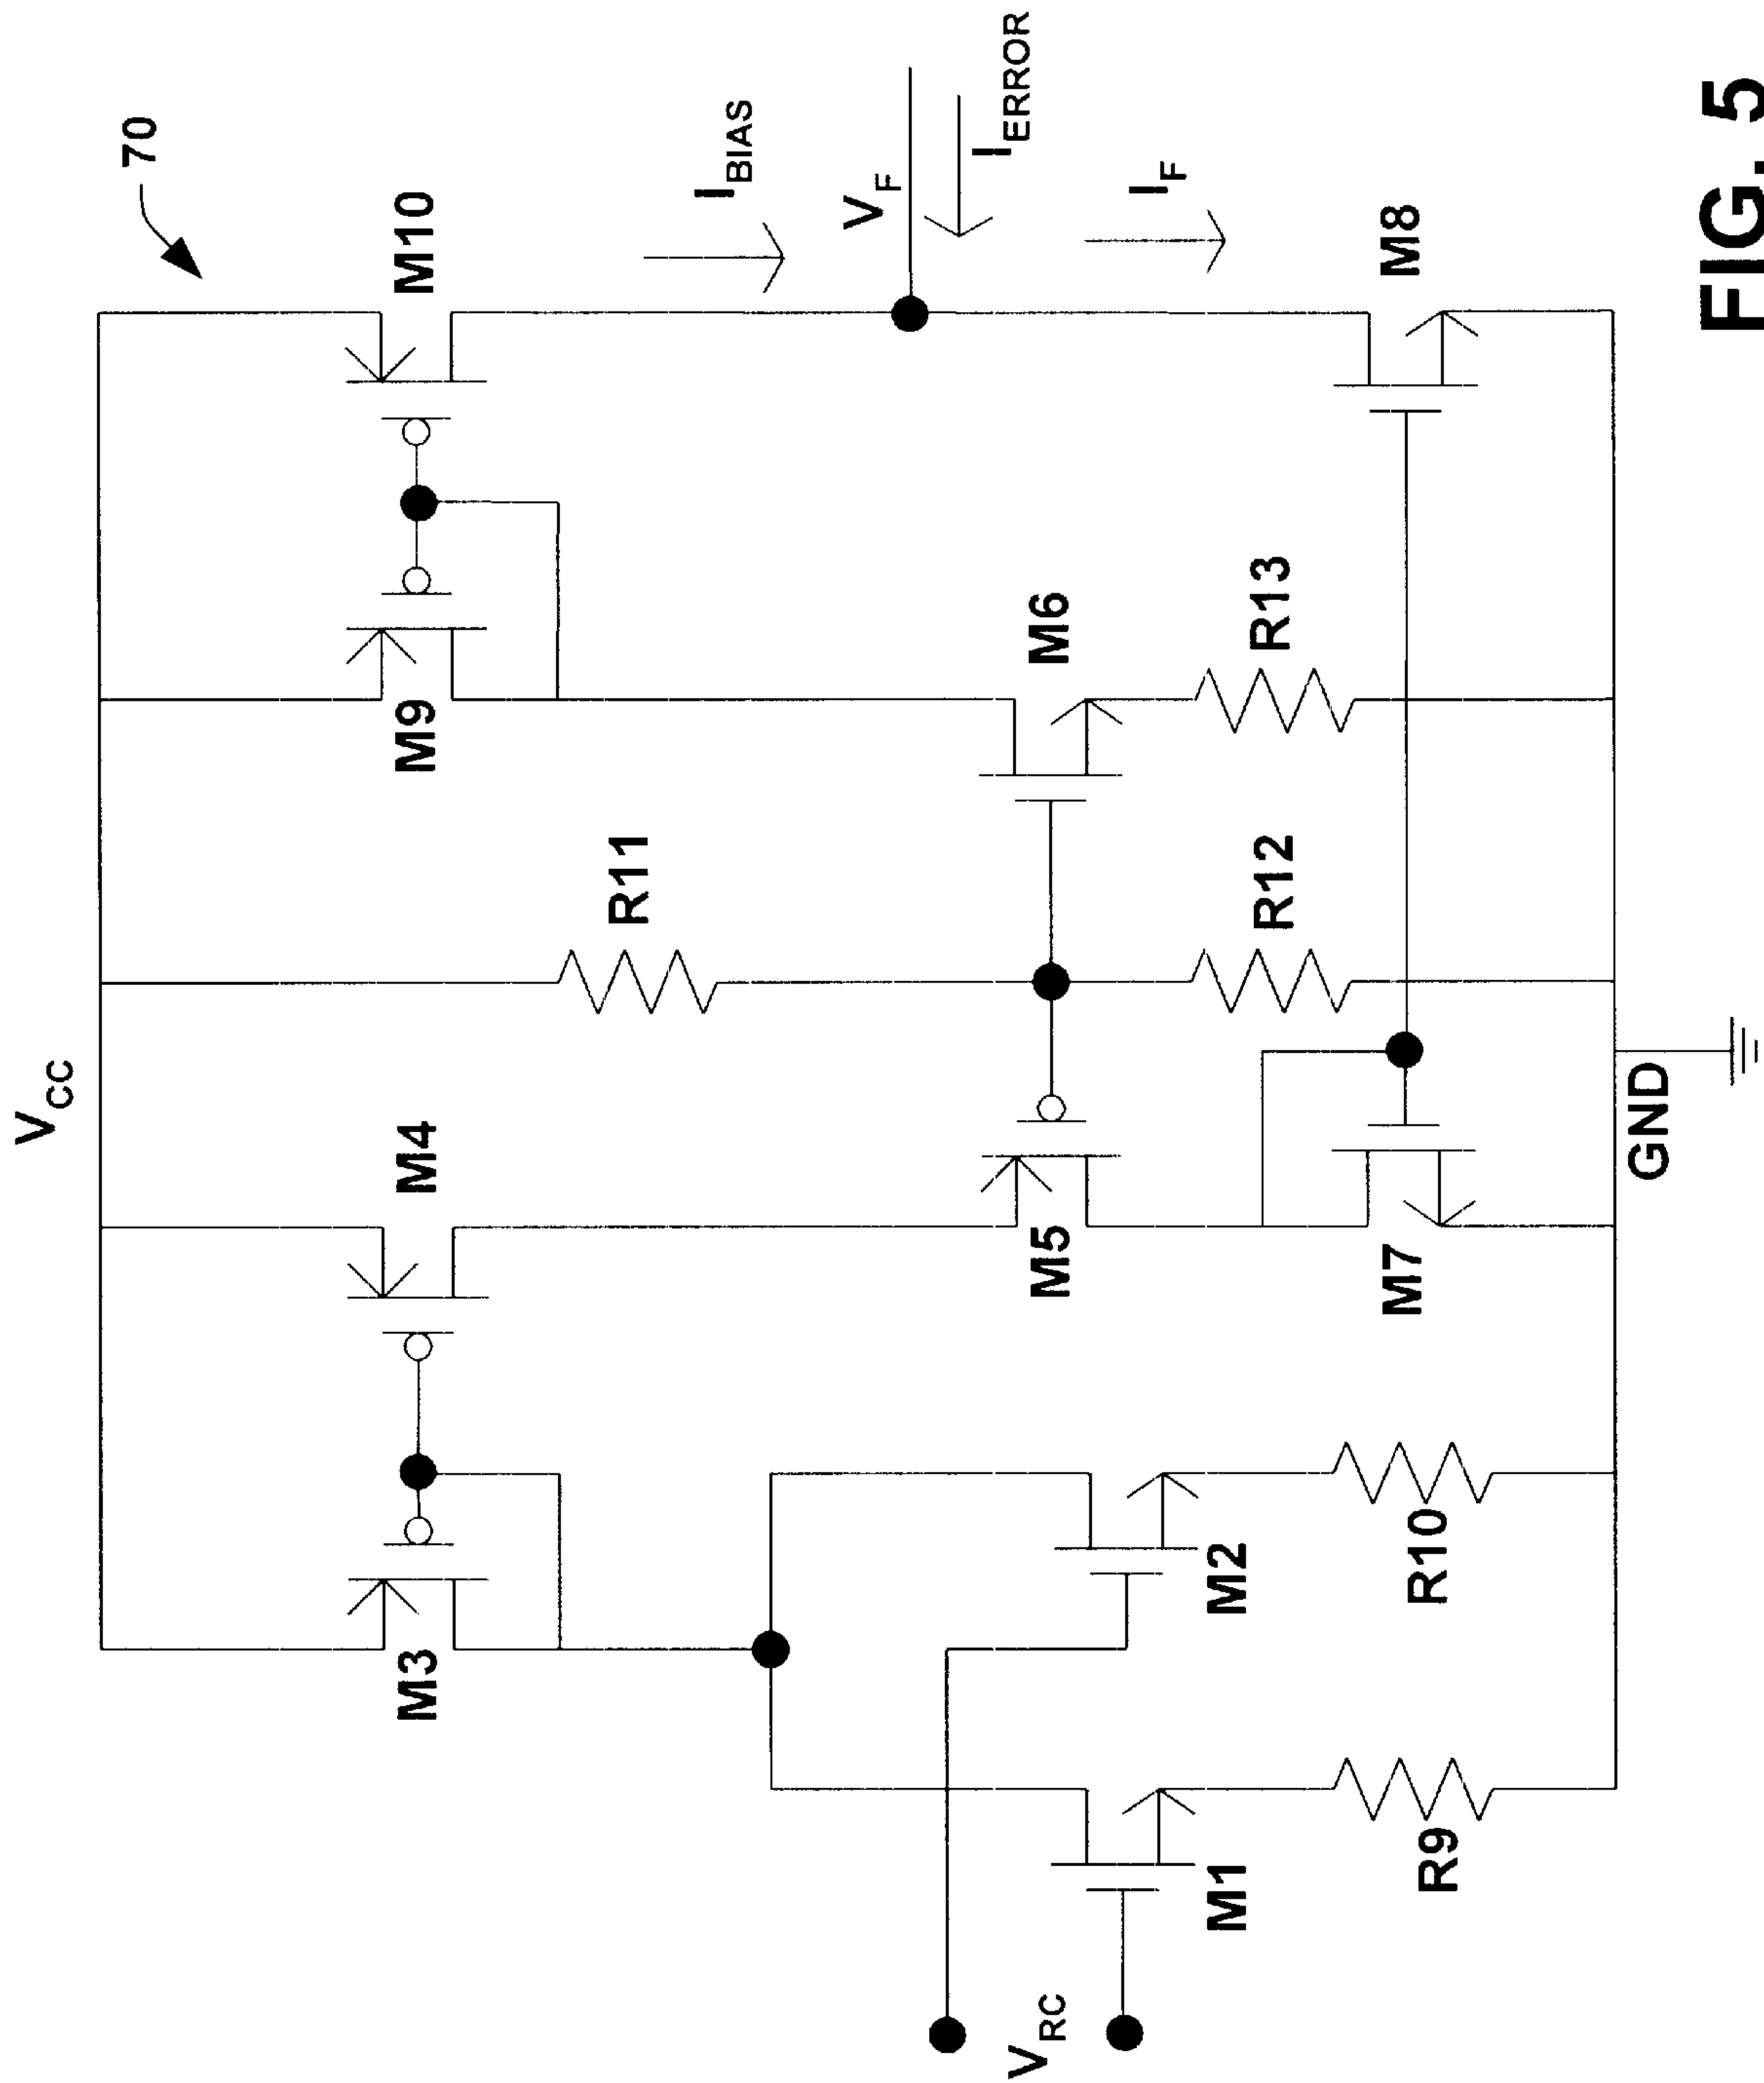 70
V_CC
M3
M4
M9
M10
R11
I_BIAS
V_F
I_ERROR
I_F
V_RC
M1
M2
M5
M6
R9
R10
R12
R13
M7
M8
GND
FIG. 5